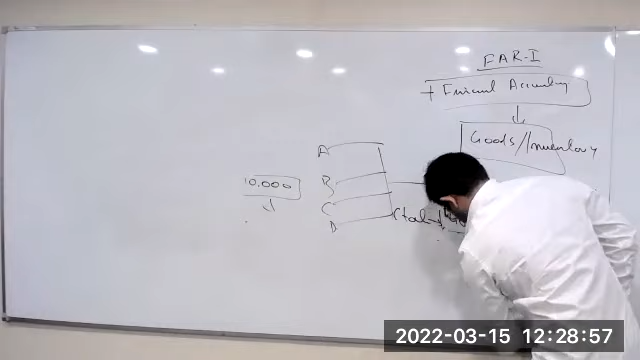 FAR-I
+ Financial Accounting
Goods/Inventory
A
10.000
B
C
D
2022-03-15 12:28:57